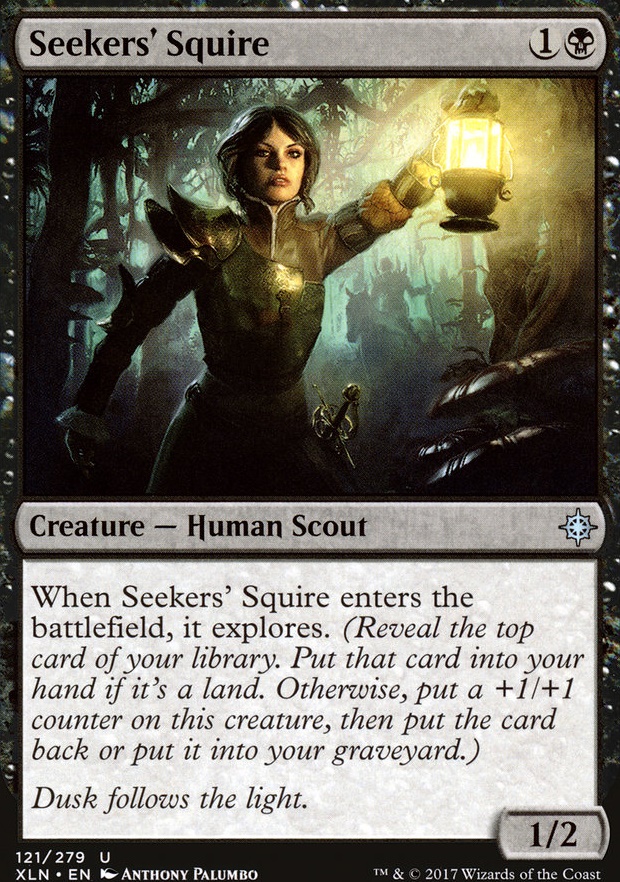 Seekers' Squire 1
Creature — Human Scout
When Seekers' Squire enters the
battlefield, it explores. (Reveal the top
card of your library. Put that card into your
hand if it's a land. Otherwise, put a +1/+1
counter on this creature, then put the card
back or put it into your graveyard.)
Dusk follows the light.
1/2
121/279 U
XLN • EN Anthony Palumbo
™ & © 2017 Wizards of the Coast